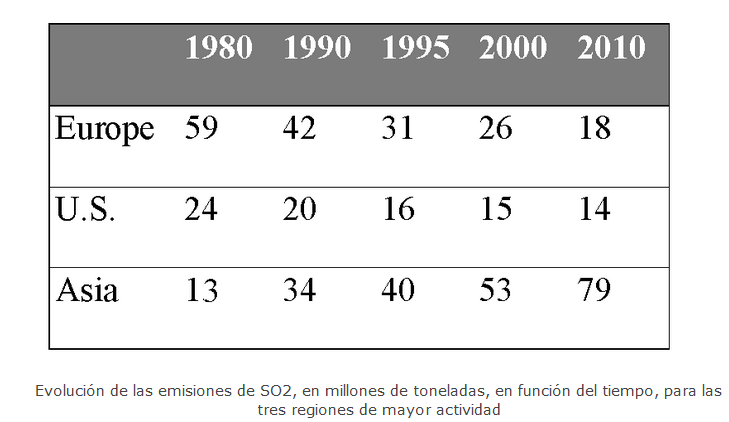 1980 1990 1995 2000 2010
Europe 59 42 31 26 18
U.S. 24 20 16 15 14
Asia 13 34 40 53 79
Evolución de las emisiones de SO2, en millones de toneladas, en función del tiempo, para las
tres regiones de mayor actividad